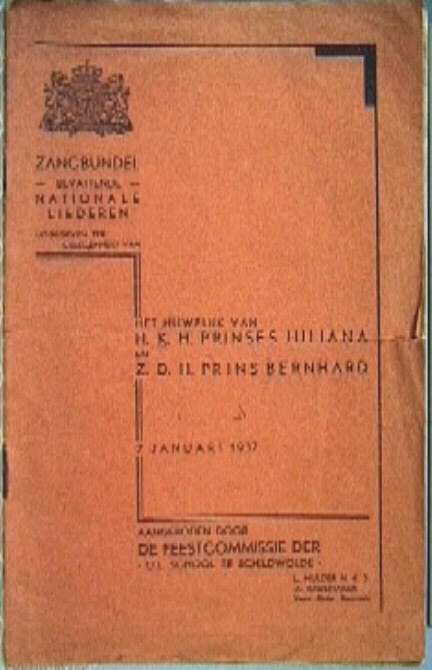 ZANGBUNDEL
— BEVATTENDE —
NATIONALE
LIEDEREN
UITGEGEVEN TER
GELEGENHEID VAN
HET HUWELIJK VAN
H. K. H. PRINSES JULIANA
EN
Z. D. H. PRINS BERNHARD
7 JANUARI 1937
AANGEBODEN DOOR
DE FEESTCOMMISSIE DER
- O.L. SCHOOL TE SCHILDWOLDE -
L. MULDER H. K. S.